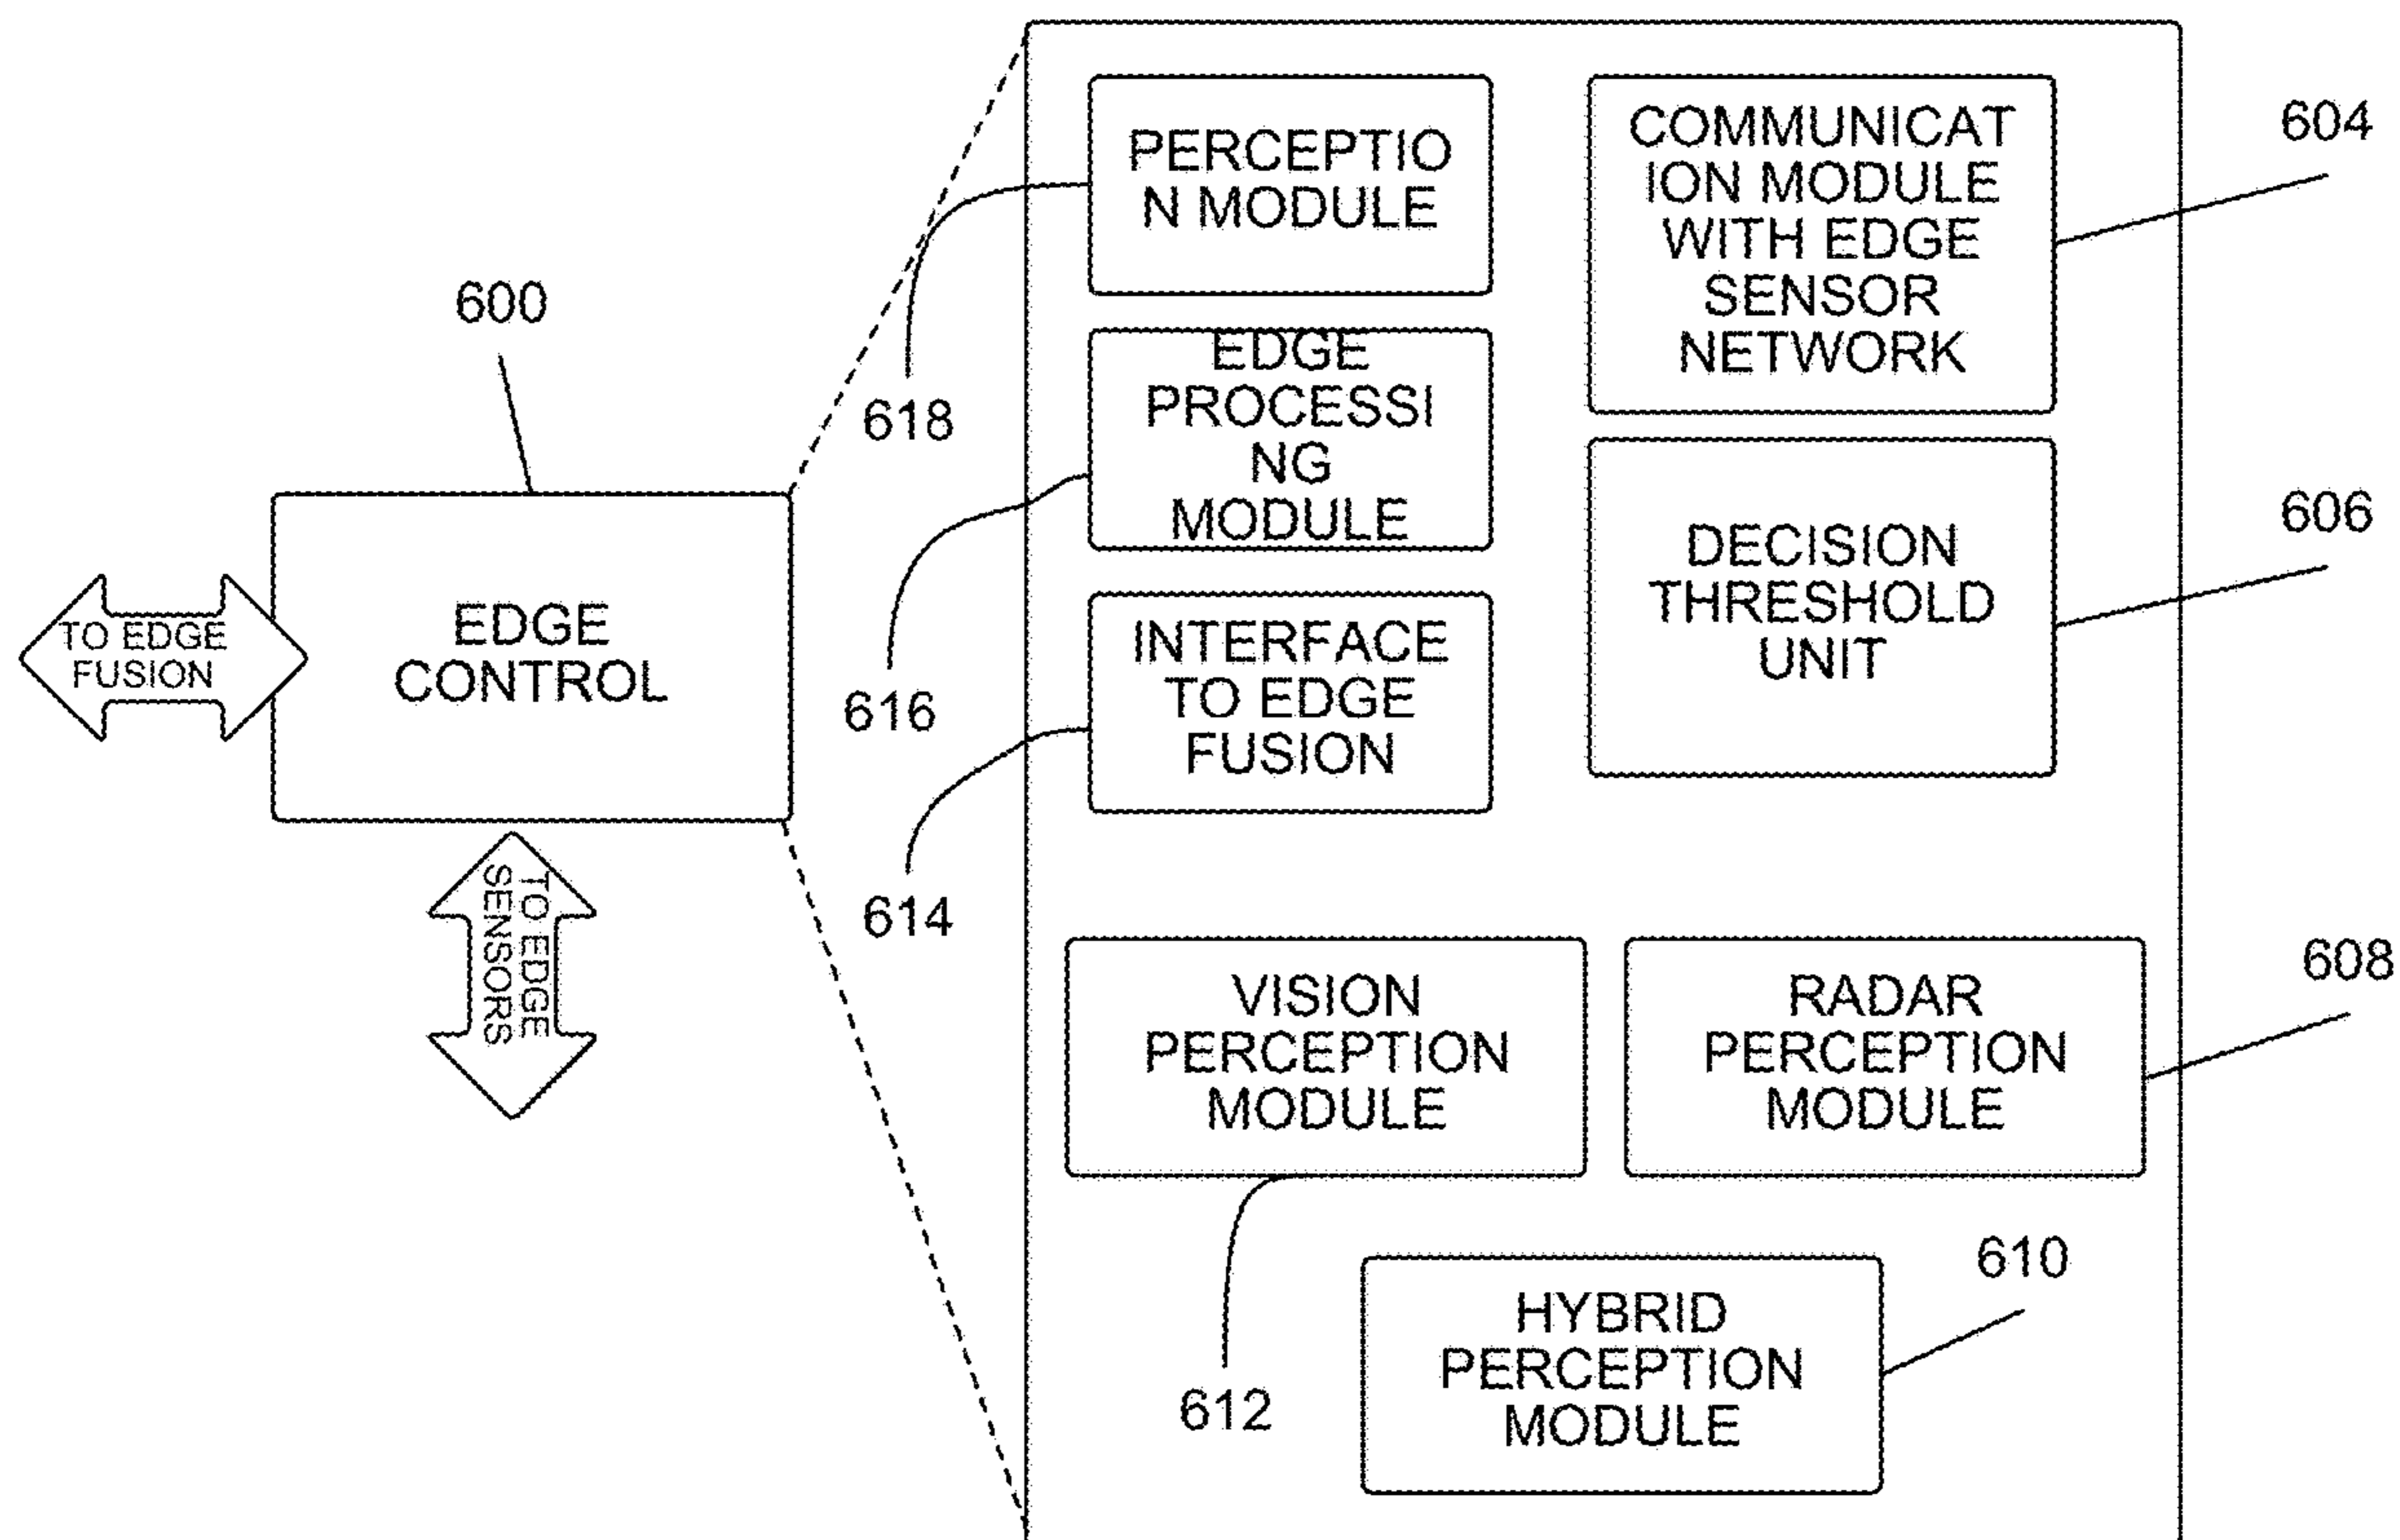 600
EDGE
CONTROL
TO EDGE
FUSION
TO EDGE
SENSORS
PERCEPTIO
N MODULE
618
EDGE
PROCESSI
NG
MODULE
616
INTERFACE
TO EDGE
FUSION
614
COMMUNICAT
ION MODULE
WITH EDGE
SENSOR
NETWORK
604
DECISION
THRESHOLD
UNIT
606
VISION
PERCEPTION
MODULE
612
RADAR
PERCEPTION
MODULE
608
HYBRID
PERCEPTION
MODULE
610